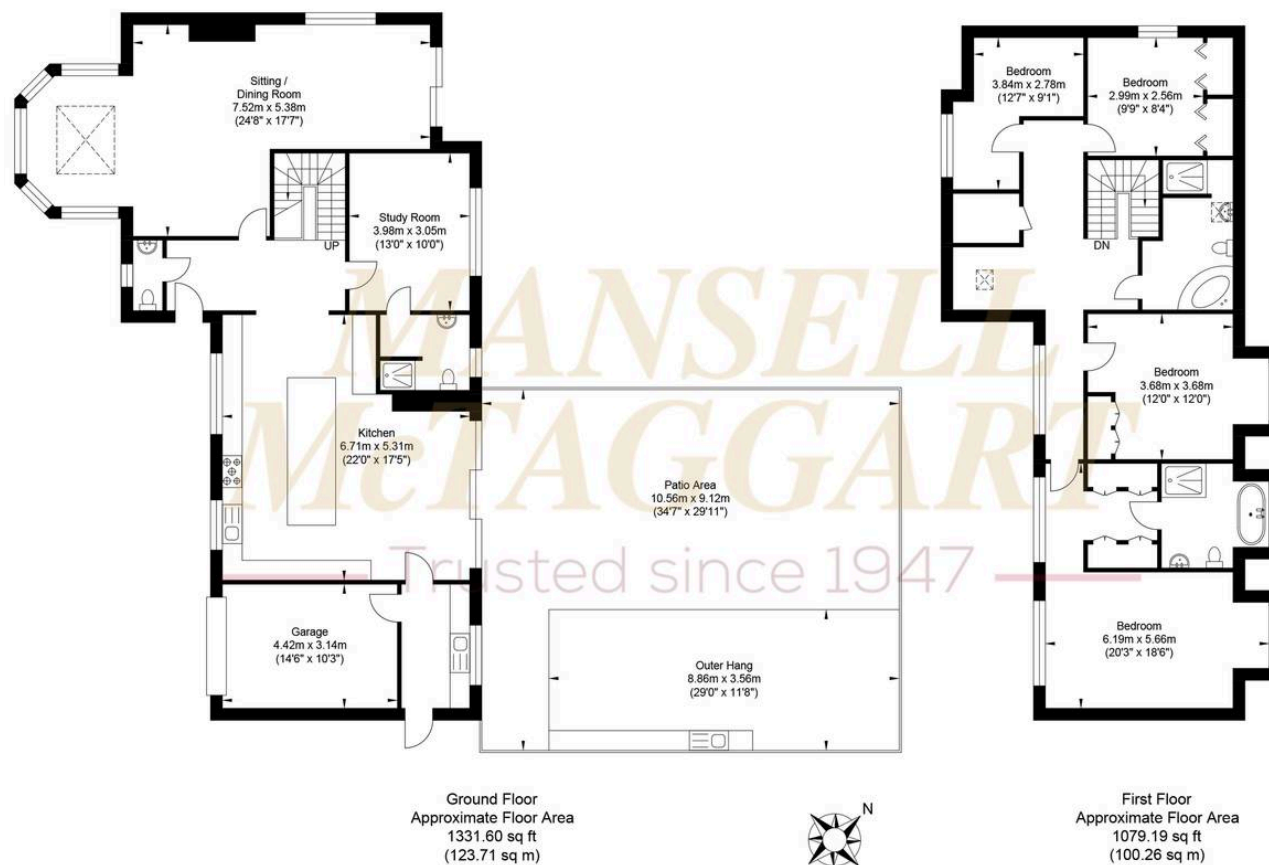 Sitting /
Dining Room
7.52m x 5.38m
(24'8" x 17'7")
Study Room
3.98m x 3.05m
(13'0" x 10'0")
UP
Kitchen
6.71m x 5.31m
(22'0" x 17'5")
Garage
4.42m x 3.14m
(14'6" x 10'3")
Patio Area
10.56m x 9.12m
(34'7" x 29'11")
Outer Hang
8.86m x 3.56m
(29'0" x 11'8")
Ground Floor
Approximate Floor Area
1331.60 sq ft
(123.71 sq m)
N
Bedroom
3.84m x 2.78m
(12'7" x 9'1")
Bedroom
2.99m x 2.56m
(9'9" x 8'4")
DN
Bedroom
3.68m x 3.68m
(12'0" x 12'0")
Bedroom
6.19m x 5.66m
(20'3" x 18'6")
First Floor
Approximate Floor Area
1079.19 sq ft
(100.26 sq m)
MANSELL
McTAGGART
Trusted since 1947